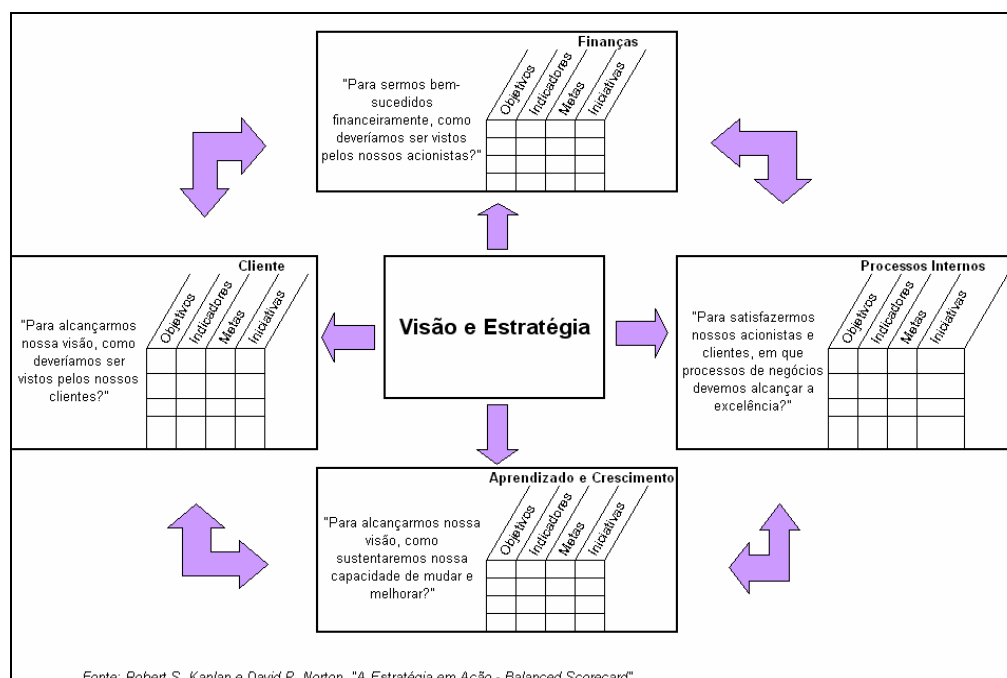 Finanças
"Para sermos bem-
sucedidos
financeiramente, como
deveríamos ser vistos
pelos nossos acionistas?"
Objetivos
Indicadores
Metas
Iniciativas
Cliente
"Para alcançarmos
nossa visão, como
deveríamos ser
vistos pelos nossos
clientes?"
Objetivos
Indicadores
Metas
Iniciativas
Visão e Estratégia
Processos Internos
"Para satisfazermos
nossos acionistas e
clientes, em que
processos de negócios
devemos alcançar a
excelência?"
Objetivos
Indicadores
Metas
Iniciativas
Aprendizado e Crescimento
"Para alcançarmos nossa
visão, como
sustentaremos nossa
capacidade de mudar e
melhorar?"
Objetivos
Indicadores
Metas
Iniciativas
Fonte: Robert S. Kaplan e David P. Norton, "A Estratégia em Ação - Balanced Scorecard"